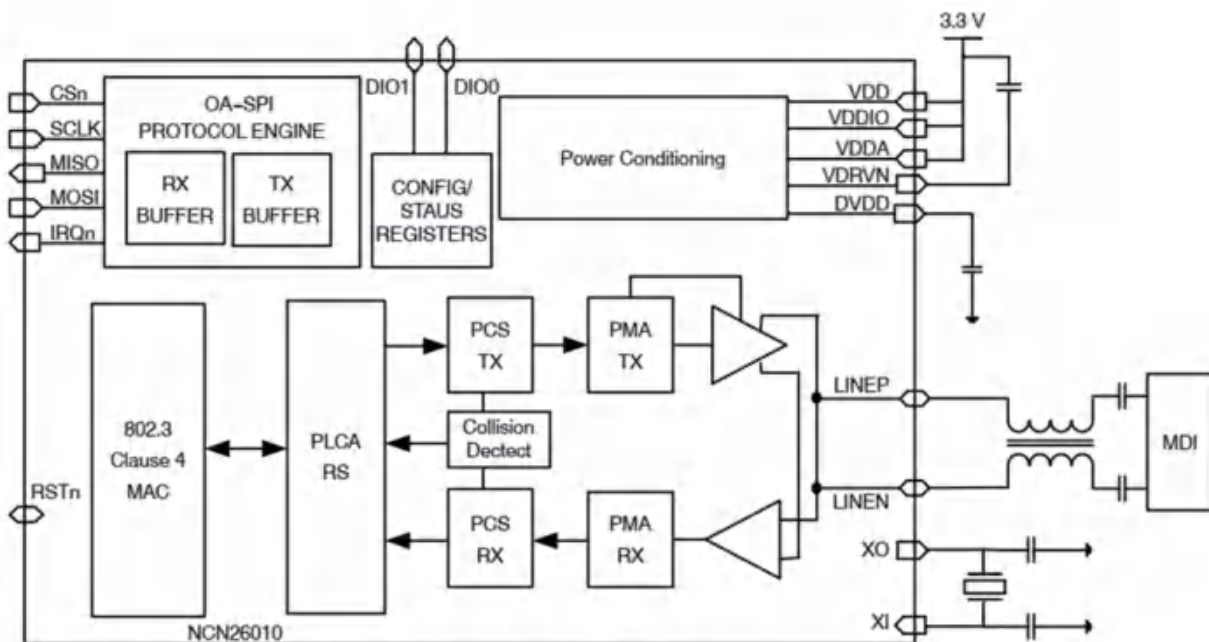 3.3 V
DIO1
DIO0
CSn
SCLK
MISO
MOSI
IRQn
OA-SPI
PROTOCOL ENGINE
RX
BUFFER
TX
BUFFER
CONFIG/
STAUS
REGISTERS
Power Conditioning
VDD
VDDIO
VDDA
VDRVN
DVDD
802.3
Clause 4
MAC
PLCA
RS
PCS
TX
PMA
TX
Collision
Dectect
PCS
RX
PMA
RX
LINEP
LINEN
MDI
RSTn
XO
XI
NCN26010